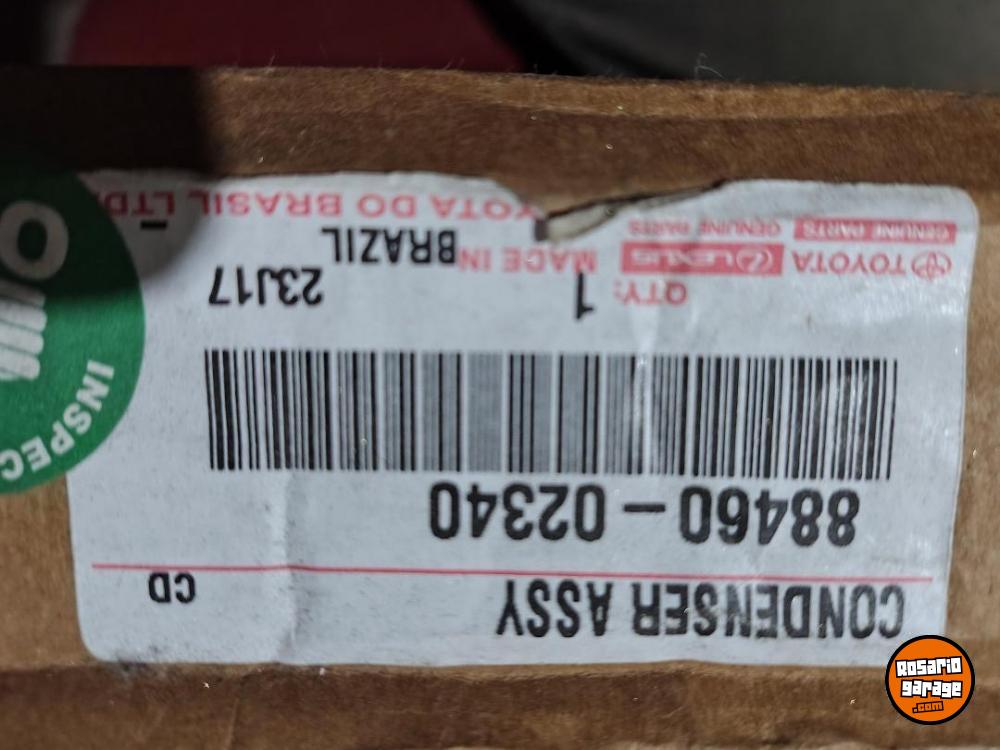 CONDENSER ASSY
CD
88460-02340
QTY: 1
23J17
TOYOTA LEXUS MADE IN BRAZIL
GENUINE PARTS GENUINE PARTS
YOTA DO BRASIL LTD
INSPEC
O
Rosario
garage
.com